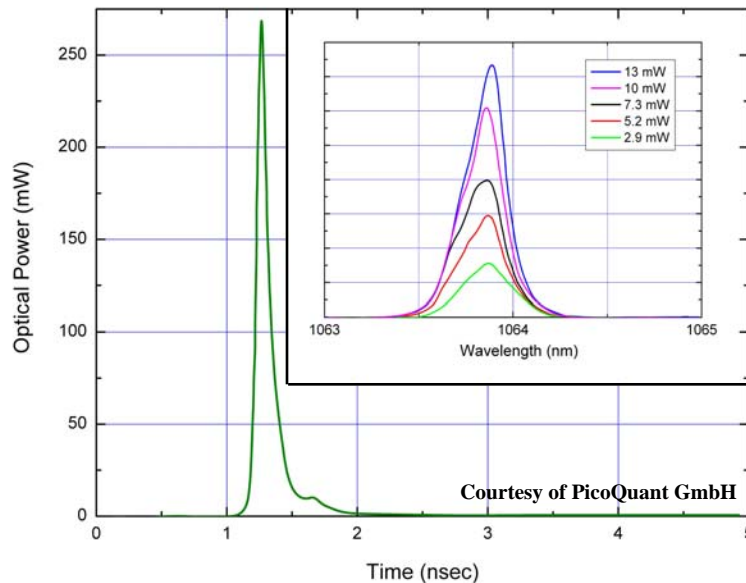 250
200
150
100
50
0
Optical Power (mW)
0 1 2 3 4 5
Time (nsec)
13 mW
10 mW
7.3 mW
5.2 mW
2.9 mW
1063 1064 1065
Wavelength (nm)
Courtesy of PicoQuant GmbH